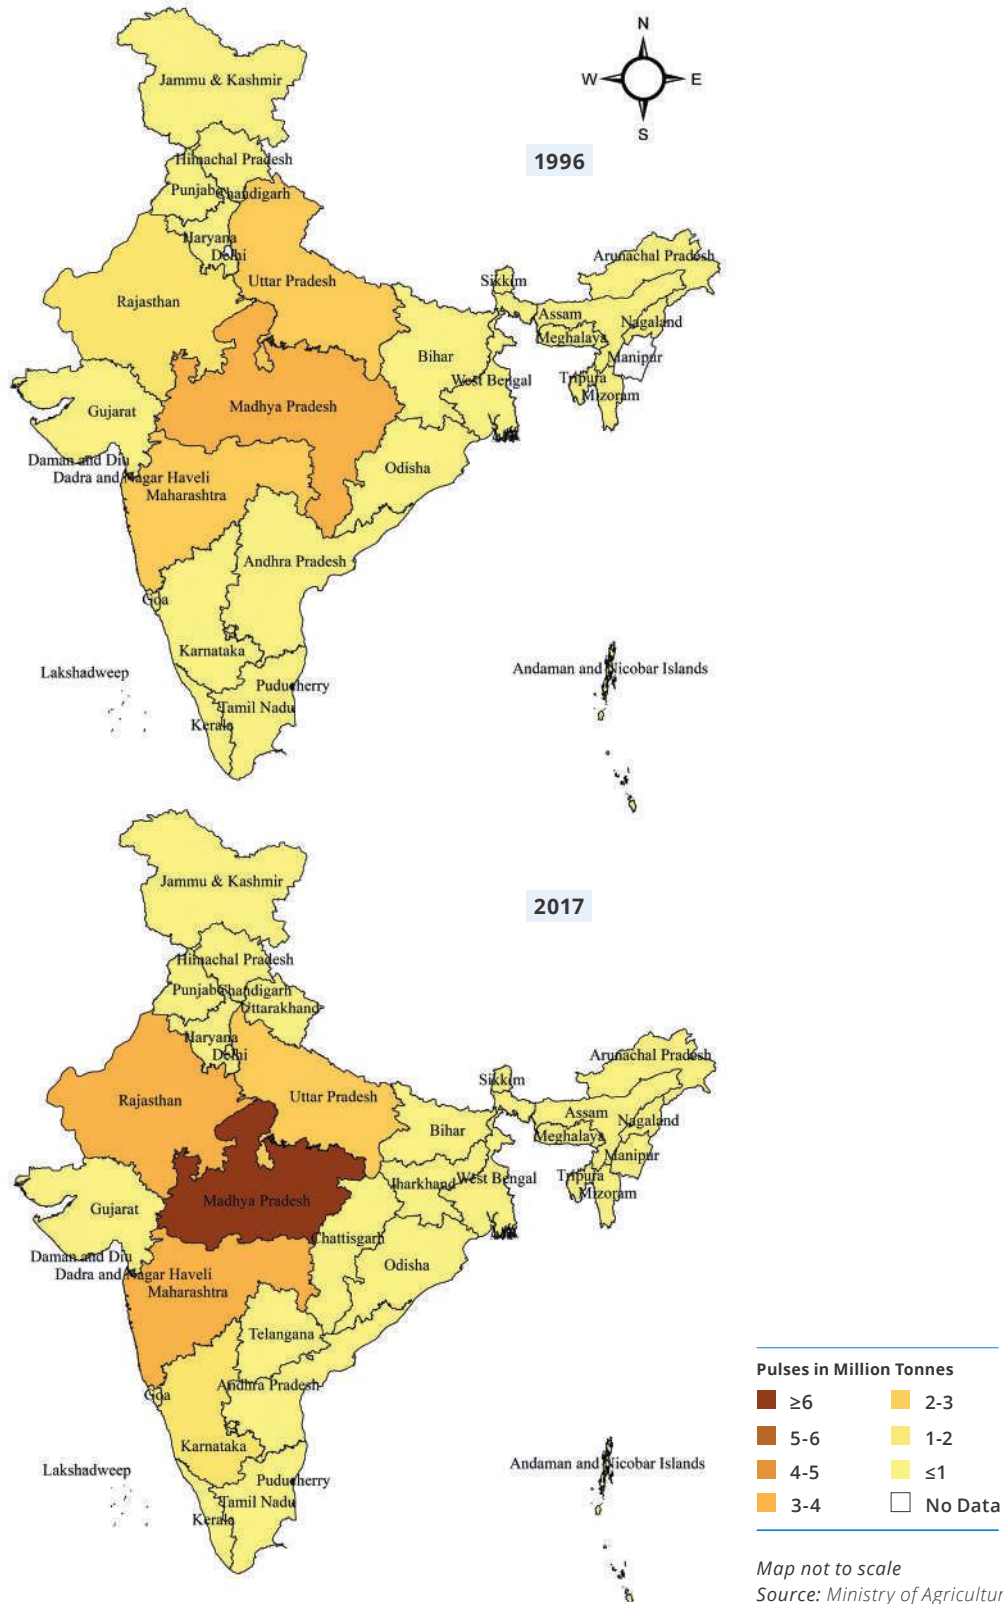 N
W E
S
1996
Jammu & Kashmir
Himachal Pradesh
Punjab Chandigarh
Haryana
Delhi
Uttar Pradesh
Rajasthan
Arunachal Pradesh
Sikkim
Assam
Nagaland
Meghalaya
Manipur
Bihar
West Bengal
Tripura
Mizoram
Madhya Pradesh
Gujarat
Odisha
Daman and Diu
Dadra and Nagar Haveli
Maharashtra
Andhra Pradesh
Goa
Karnataka
Lakshadweep
Andaman and Nicobar Islands
Puducherry
Tamil Nadu
Kerala
2017
Jammu & Kashmir
Himachal Pradesh
Punjab Chandigarh
Uttarakhand
Haryana
Delhi
Uttar Pradesh
Rajasthan
Arunachal Pradesh
Sikkim
Assam
Nagaland
Meghalaya
Manipur
Bihar
Jharkhand West Bengal
Tripura
Mizoram
Madhya Pradesh
Gujarat
Chattisgarh
Odisha
Daman and Diu
Dadra and Nagar Haveli
Maharashtra
Telangana
Andhra Pradesh
Goa
Karnataka
Lakshadweep
Andaman and Nicobar Islands
Puducherry
Tamil Nadu
Kerala
Pulses in Million Tonnes
≥6 2-3
5-6 1-2
4-5 ≤1
3-4 No Data
Map not to scale
Source: Ministry of Agricultur